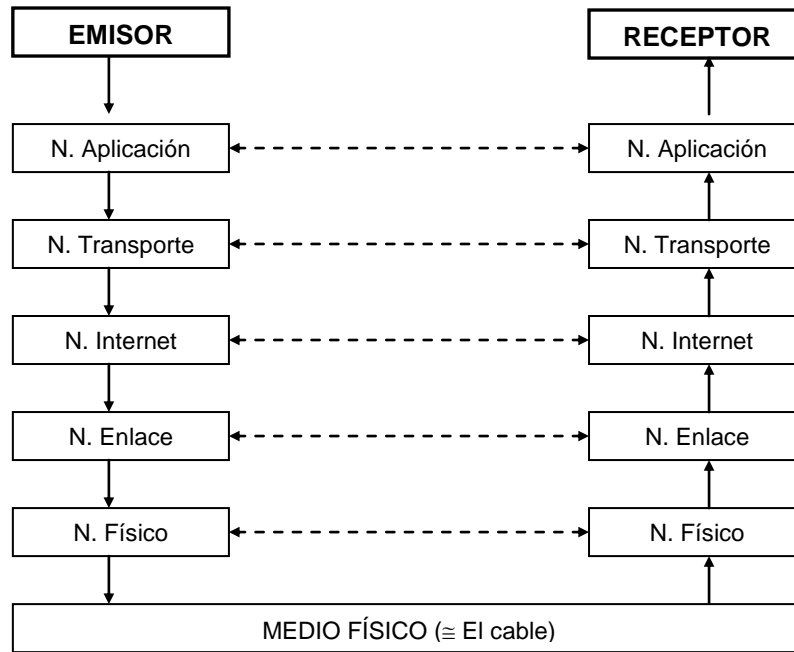 EMISOR
RECEPTOR
N. Aplicación
N. Aplicación
N. Transporte
N. Transporte
N. Internet
N. Internet
N. Enlace
N. Enlace
N. Físico
N. Físico
MEDIO FÍSICO (≅ El cable)